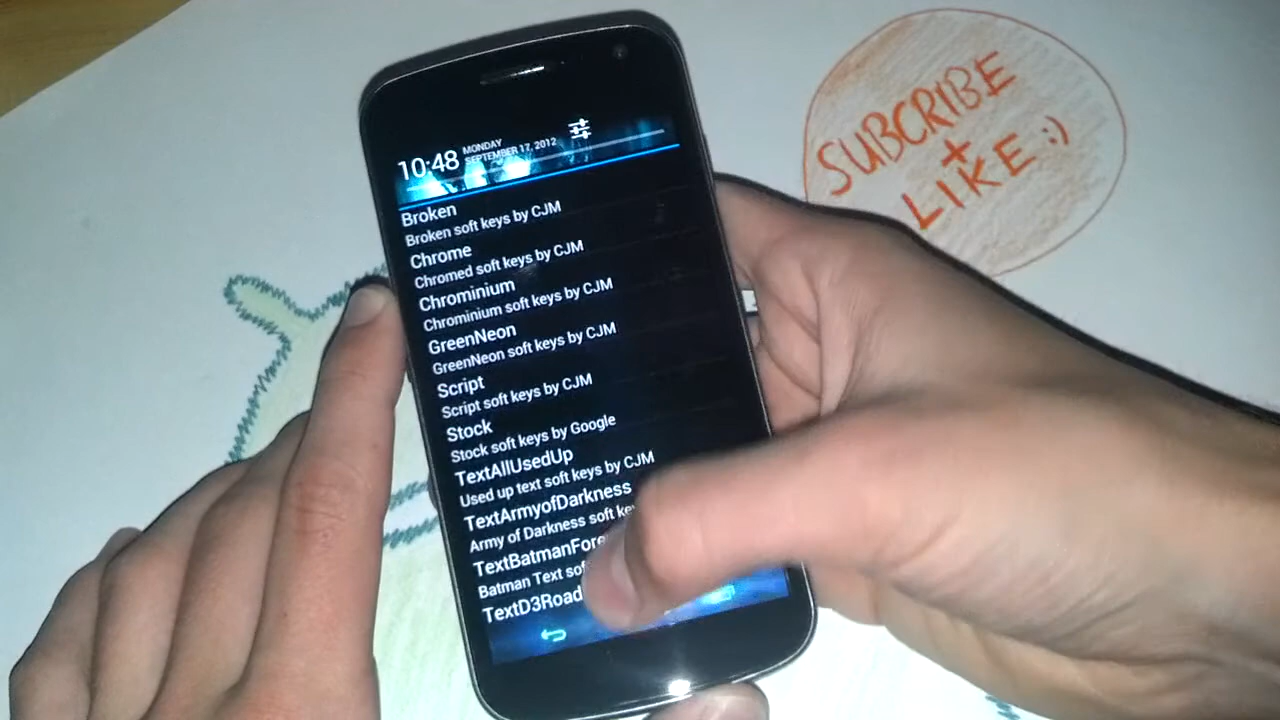 10:48
MONDAY
SEPTEMBER 17, 2012
Broken
Broken soft keys by CJM
Chrome
Chromed soft keys by CJM
Chrominium
Chrominium soft keys by CJM
GreenNeon
GreenNeon soft keys by CJM
Script
Script soft keys by CJM
Stock
Stock soft keys by Google
TextAllUsedUp
Used up text soft keys by CJM
TextArmyofDarkness
Army of Darkness soft
Batman Text
SUBCRIBE
+
LIKE :)